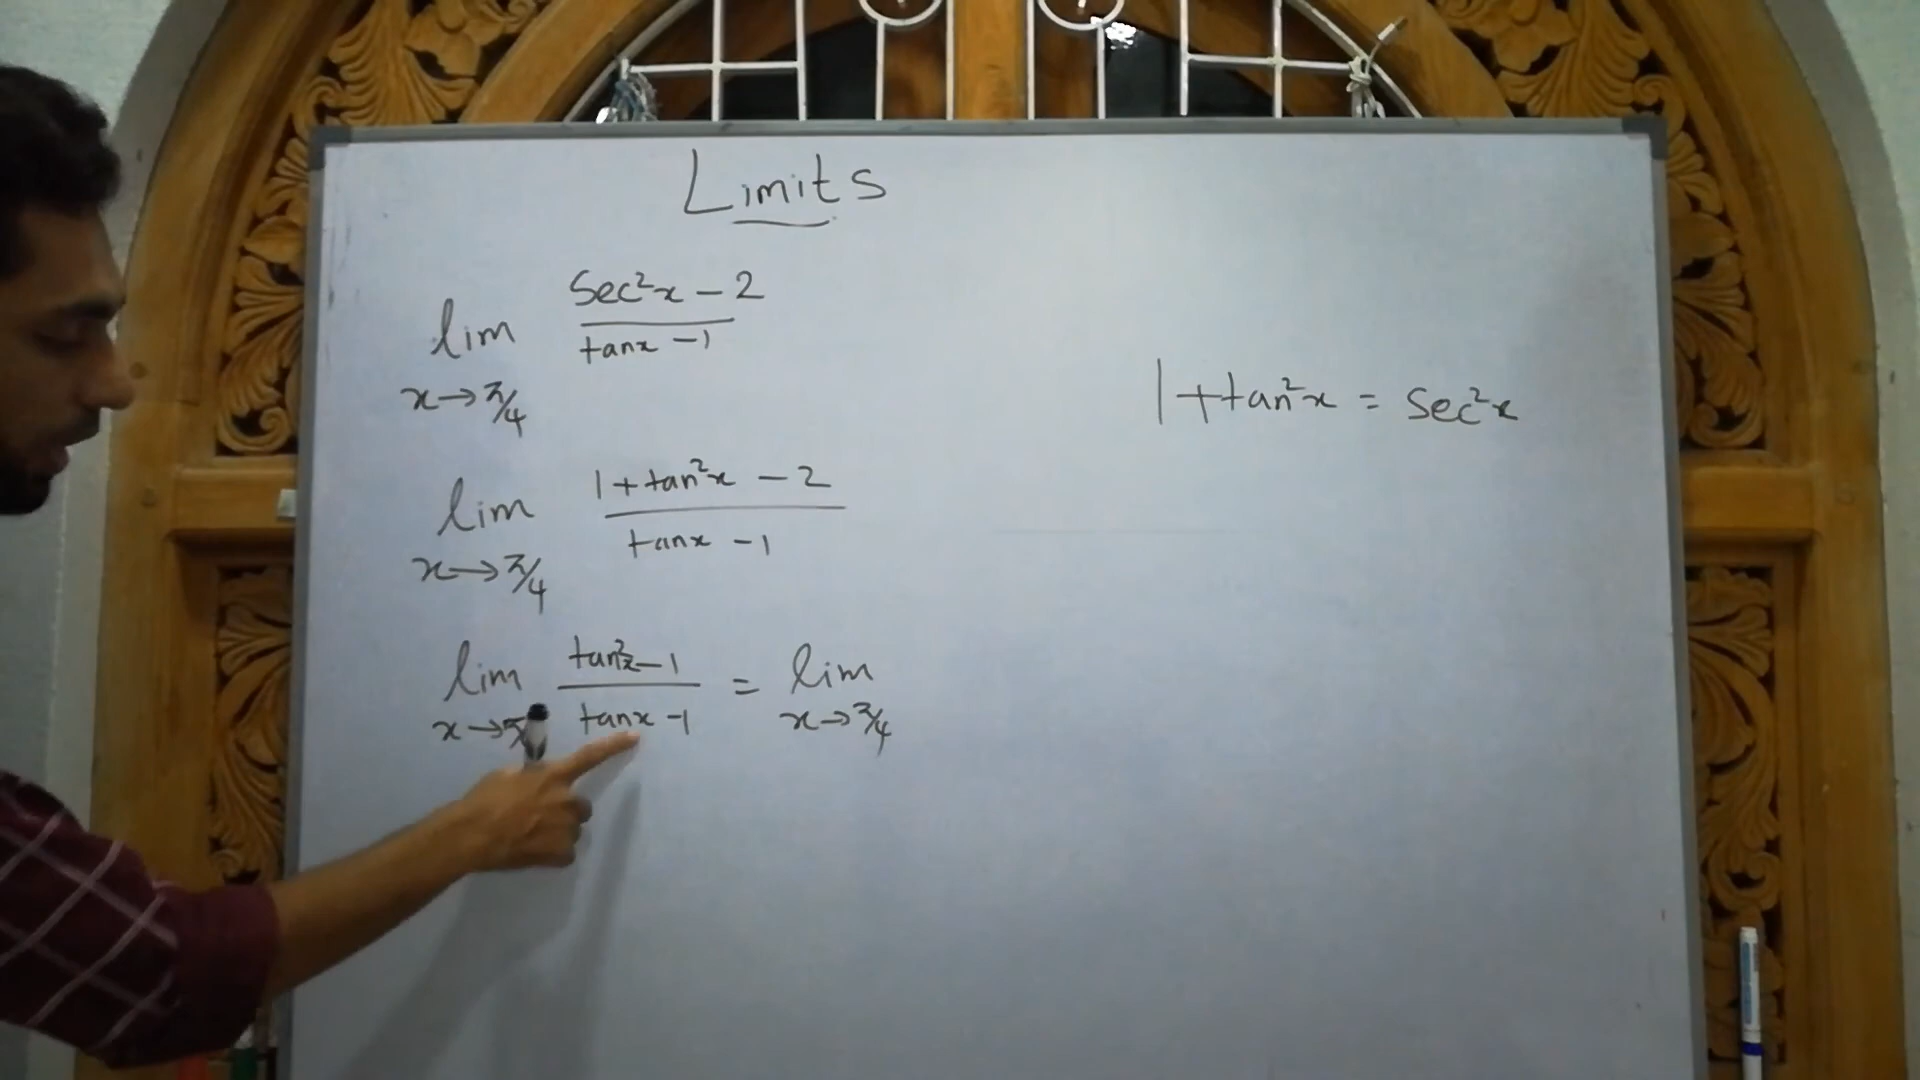 Limits
lim x→π/4 (sec²x - 2)/(tanx - 1)
1 + tan²x = sec²x
lim x→π/4 (1 + tan²x - 2)/(tanx - 1)
lim x→π (tan²x - 1)/(tanx - 1) = lim x→π/4